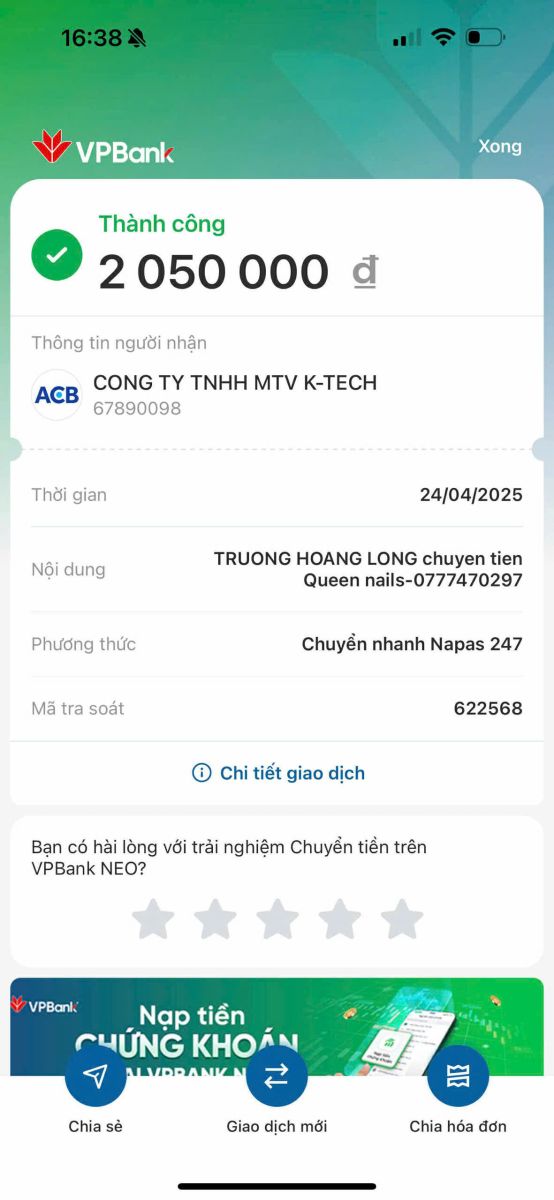 16:38
VPBank
Xong
Thành công
2 050 000 đ
Thông tin người nhận
ACB
CONG TY TNHH MTV K-TECH
67890098
Thời gian
24/04/2025
Nội dung
TRUONG HOANG LONG chuyen tien
Queen nails-0777470297
Phương thức
Chuyển nhanh Napas 247
Mã tra soát
622568
Chi tiết giao dịch
Bạn có hài lòng với trải nghiệm Chuyển tiền trên
VPBank NEO?
VPBank
Nạp tiền
CHỨNG KHOÁN
VPBANK
Chia sẻ
Giao dịch mới
Chia hóa đơn